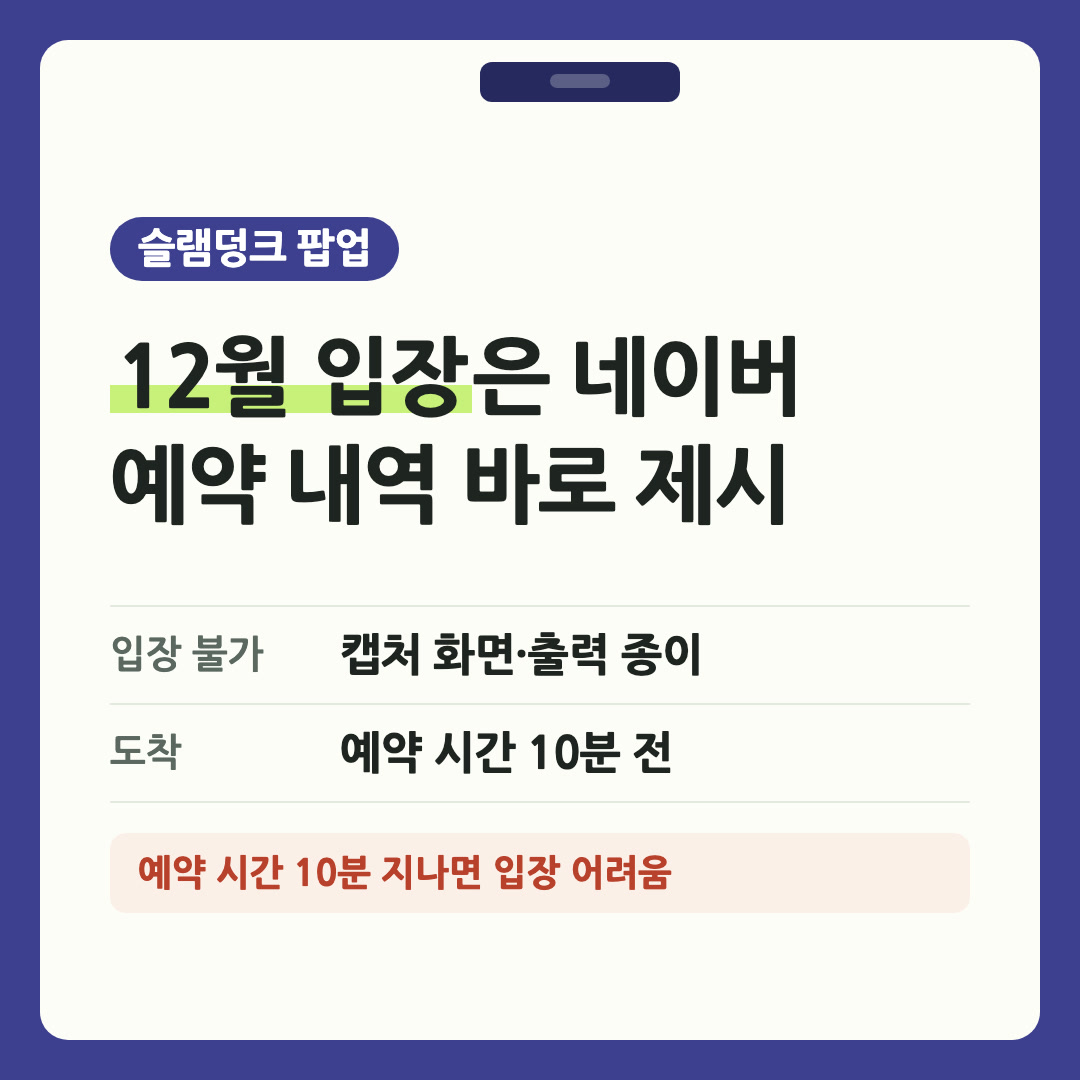 슬램덩크 팝업
12월 입장은 네이버
예약 내역 바로 제시
입장 불가 캡처 화면·출력 종이
도착 예약 시간 10분 전
예약 시간 10분 지나면 입장 어려움